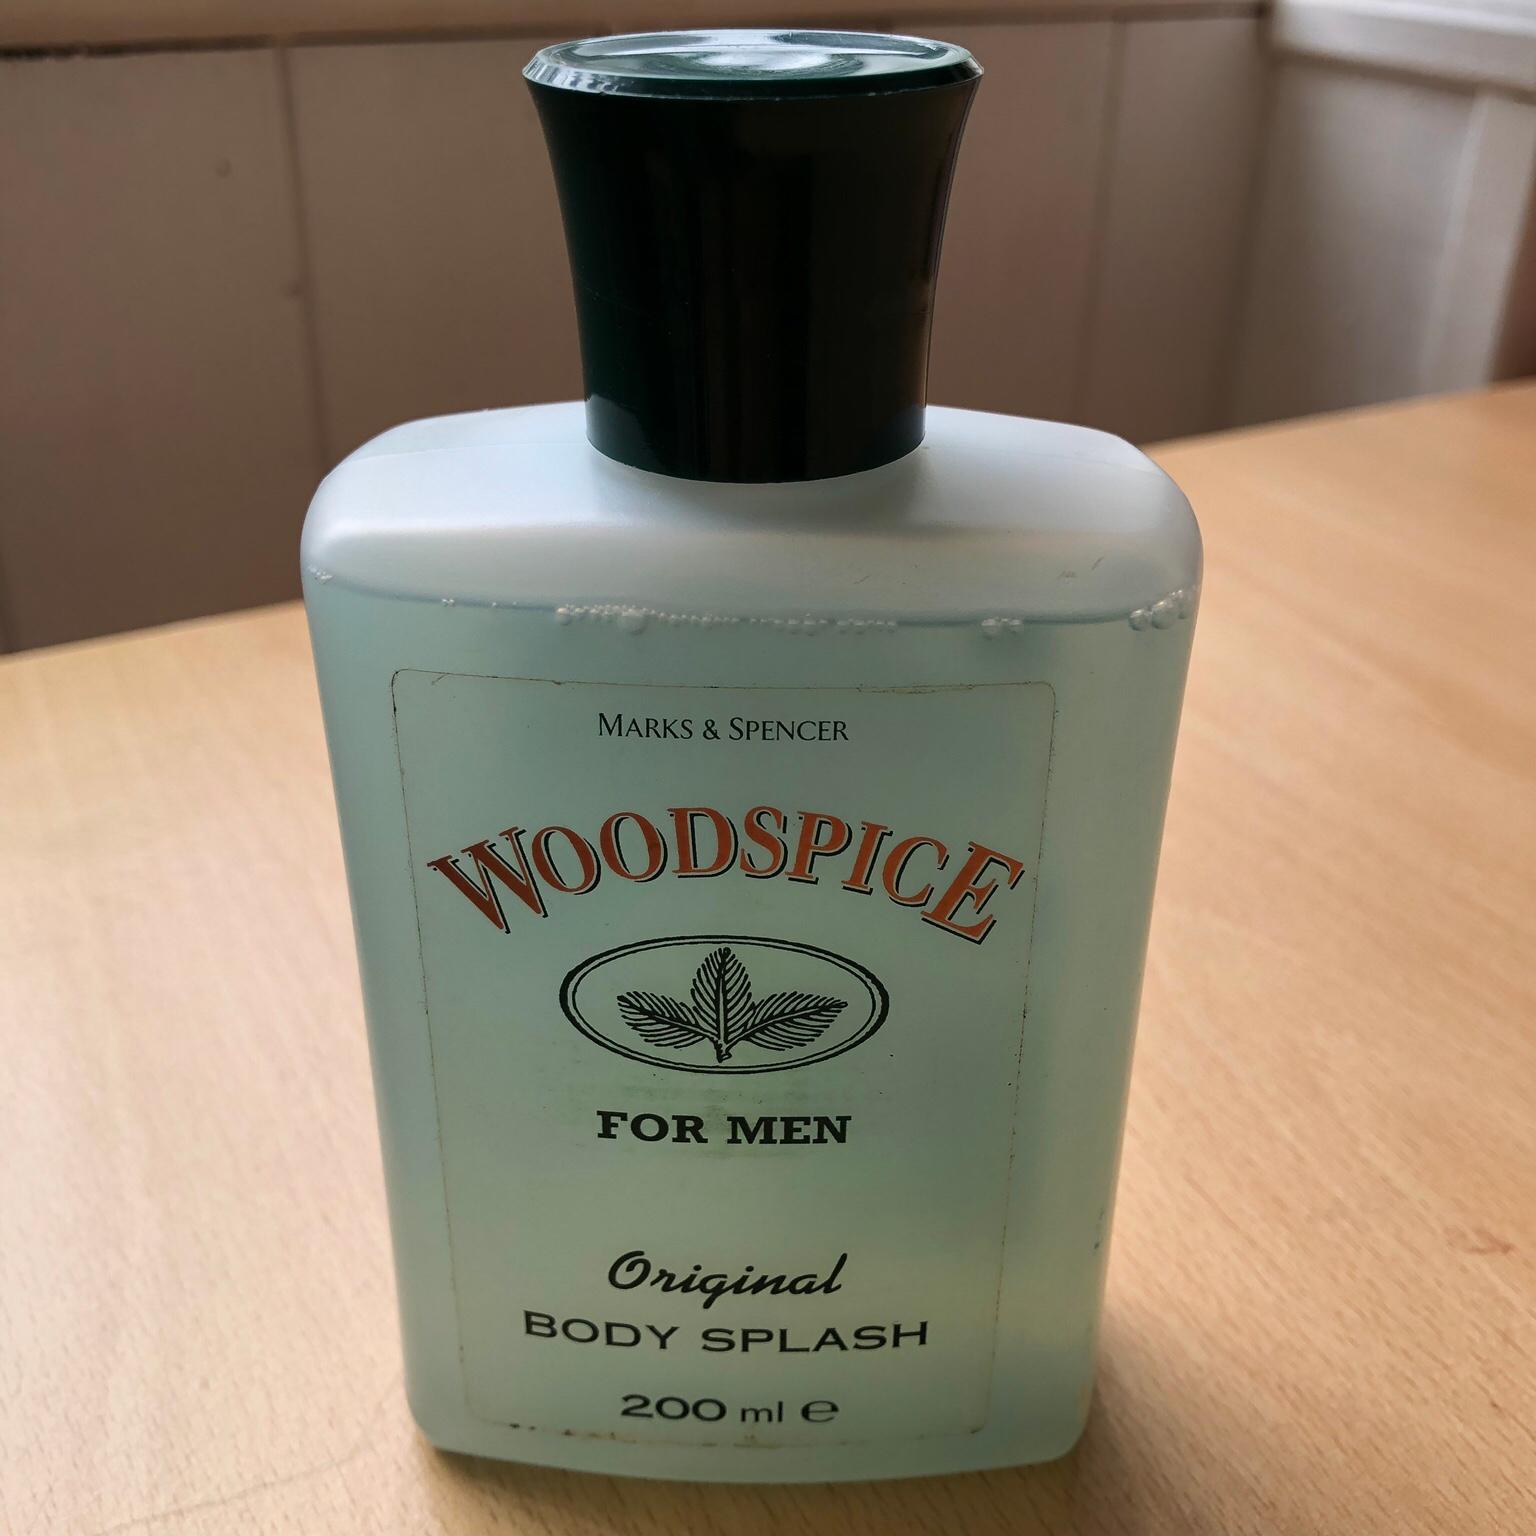 MARKS & SPENCER
WOODSPICE
FOR MEN
Original
BODY SPLASH
200 ml ℮